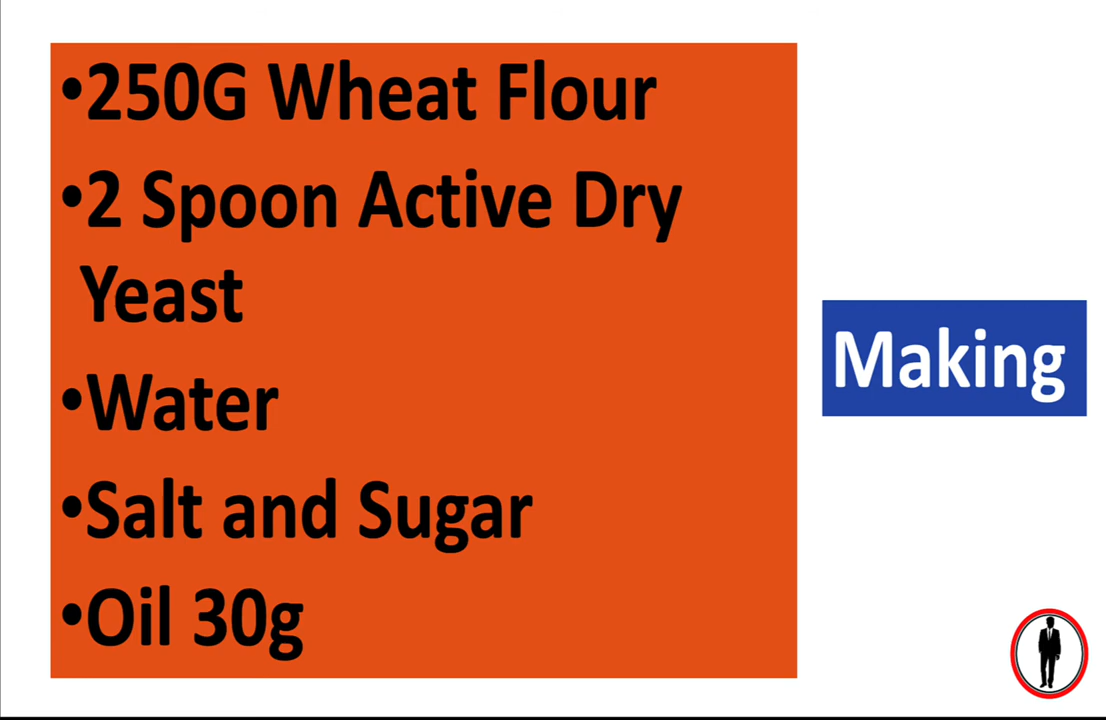 •250G Wheat Flour
•2 Spoon Active Dry
Yeast
•Water
•Salt and Sugar
•Oil 30g
Making